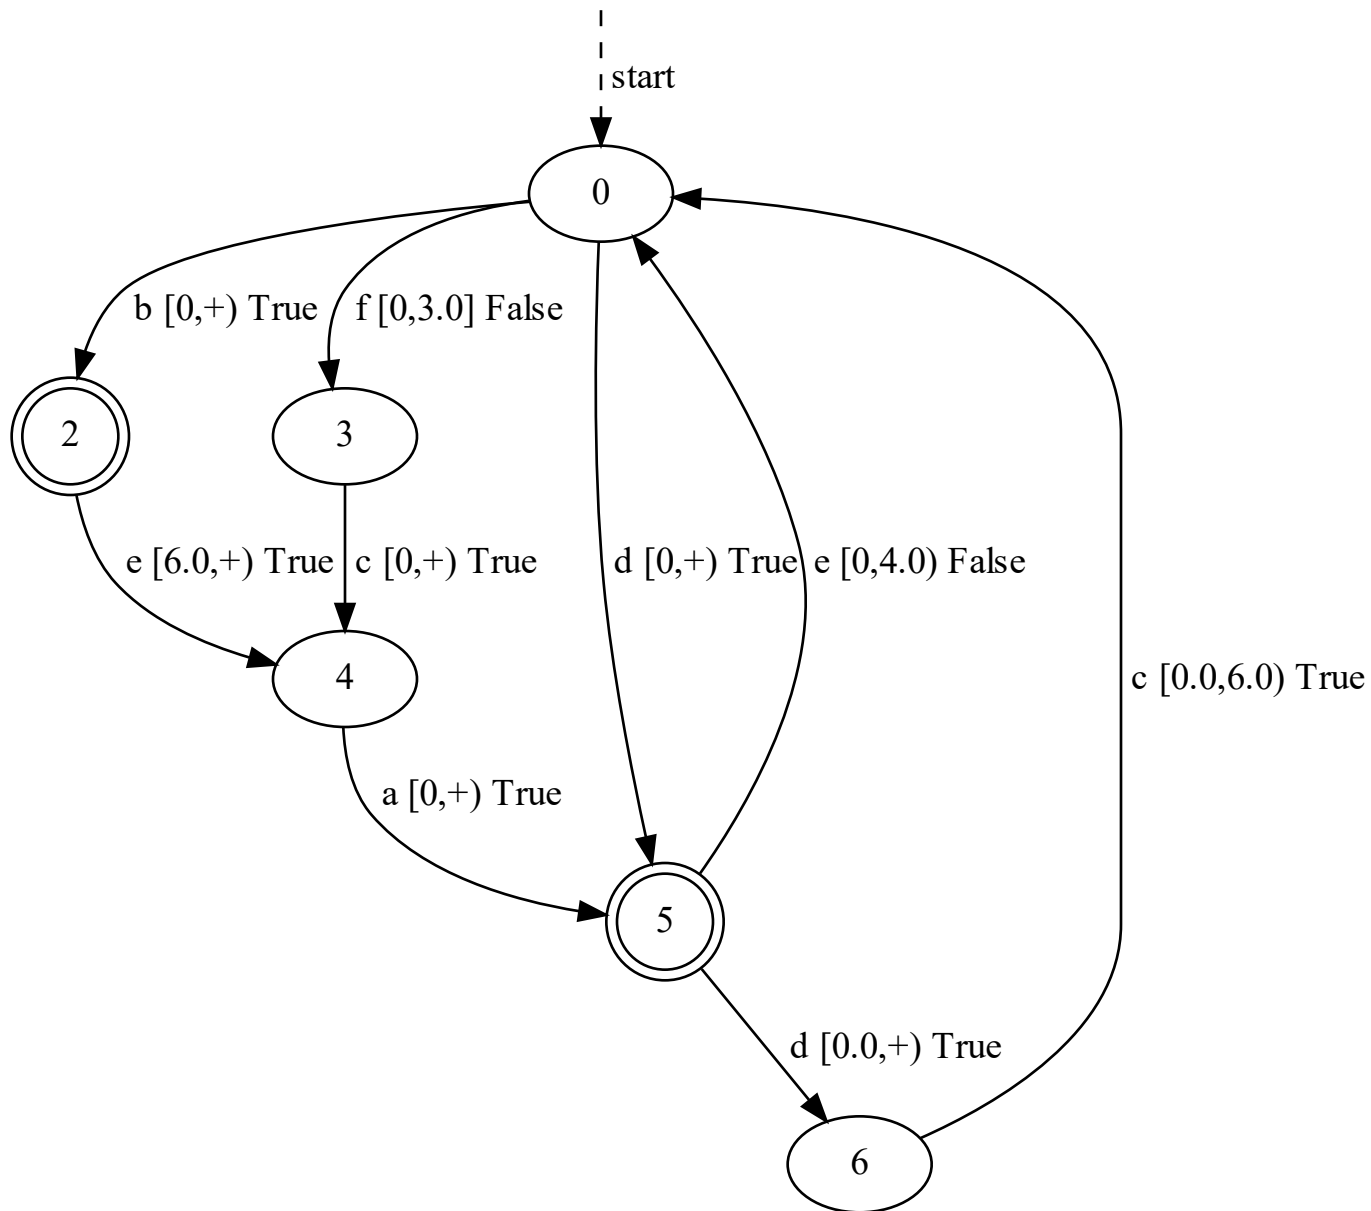 start
0
b [0,+) True
f [0,3.0] False
2
3
e [6.0,+) True
c [0,+) True
d [0,+) True
e [0,4.0) False
4
c [0.0,6.0) True
a [0,+) True
5
d [0.0,+) True
6